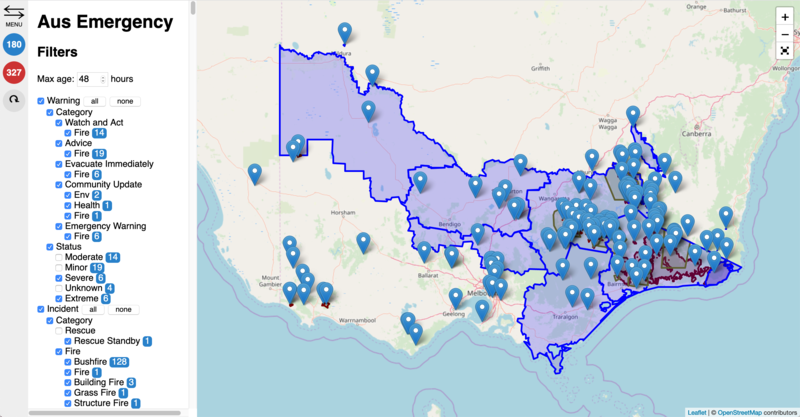 MENU
180
327
Aus Emergency
Filters
Max age: 48 hours
Warning all none
Category
Watch and Act
Fire 14
Advice
Fire 19
Evacuate Immediately
Fire 6
Community Update
Env 2
Health 1
Fire 1
Emergency Warning
Fire 6
Status
Moderate 14
Minor 19
Severe 6
Unknown 4
Extreme 6
Incident all none
Category
Rescue
Rescue Standby 1
Fire
Bushfire 128
Fire 1
Building Fire 3
Grass Fire 1
Structure Fire 1
+
−
Orange
Bathurst
Griffith
Wollongong
Wagga
Wagga
Canberra
Horsham
Bendigo
Mount
Gambier
Ballarat
Geelong
Warrnambool
Traralgon
Leaflet | © OpenStreetMap contributors